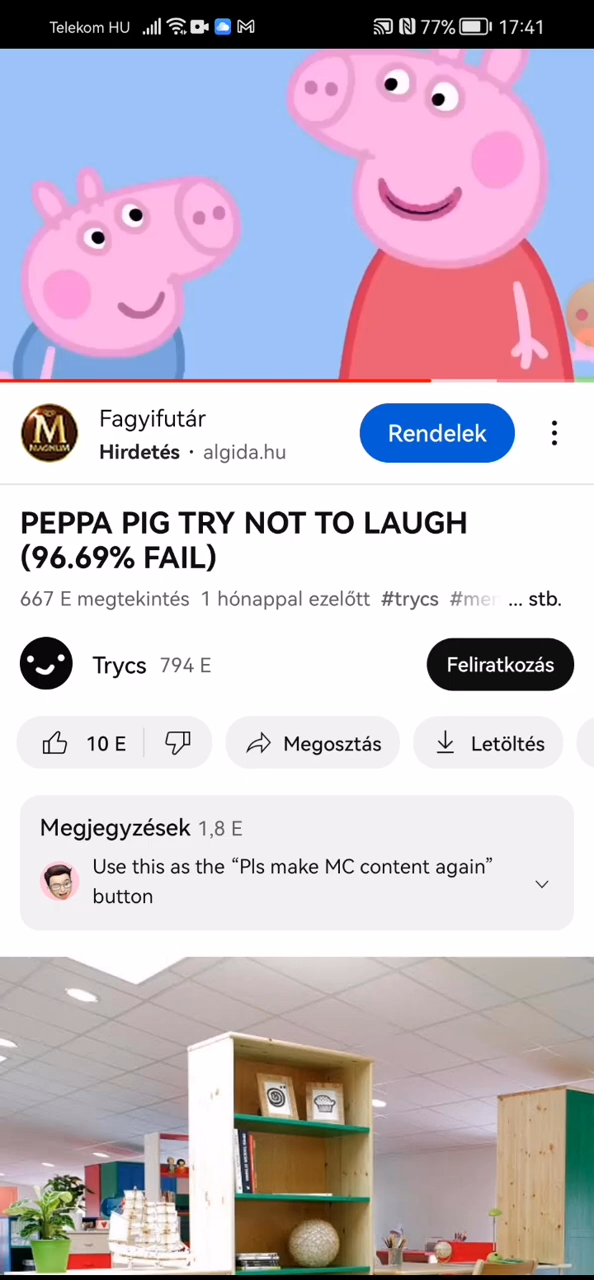 Telekom HU 77% 17:41
M
MAGNUM
Fagyifutár
Hirdetés · algida.hu
Rendelek
PEPPA PIG TRY NOT TO LAUGH
(96.69% FAIL)
667 E megtekintés 1 hónappal ezelőtt #trycs #mer ... stb.
Trycs 794 E
Feliratkozás
10 E
Megosztás
Letöltés
Megjegyzések 1,8 E
Use this as the “Pls make MC content again”
button